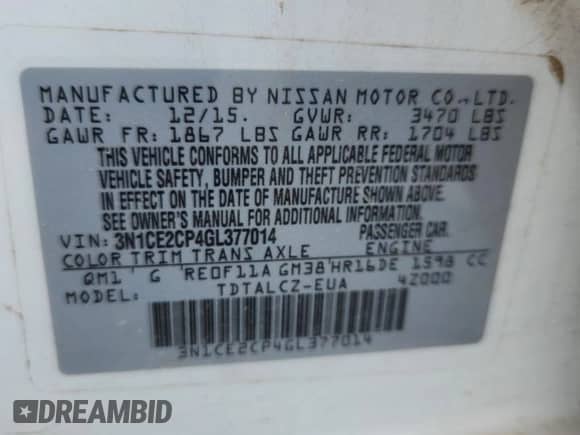 MANUFACTURED BY NISSAN MOTOR CO.,LTD.
DATE: 12/15. GVWR: 3470 LBS
GAWR FR: 1867 LBS GAWR RR: 1704 LBS
THIS VEHICLE CONFORMS TO ALL APPLICABLE FEDERAL MOTOR
VEHICLE SAFETY, BUMPER AND THEFT PREVENTION STANDARDS
IN EFFECT ON THE DATE OF MANUFACTURE SHOWN ABOVE.
SEE OWNER'S MANUAL FOR ADDITIONAL INFORMATION.
VIN: 3N1CE2CP4GL377014 PASSENGER CAR.
COLOR TRIM TRANS AXLE ENGINE
QM1 G RE0F11A GM38 HR16DE 1598 CC
MODEL: TDTALCZ-EUA 42000
3N1CE2CP4GL377014
DREAMBID